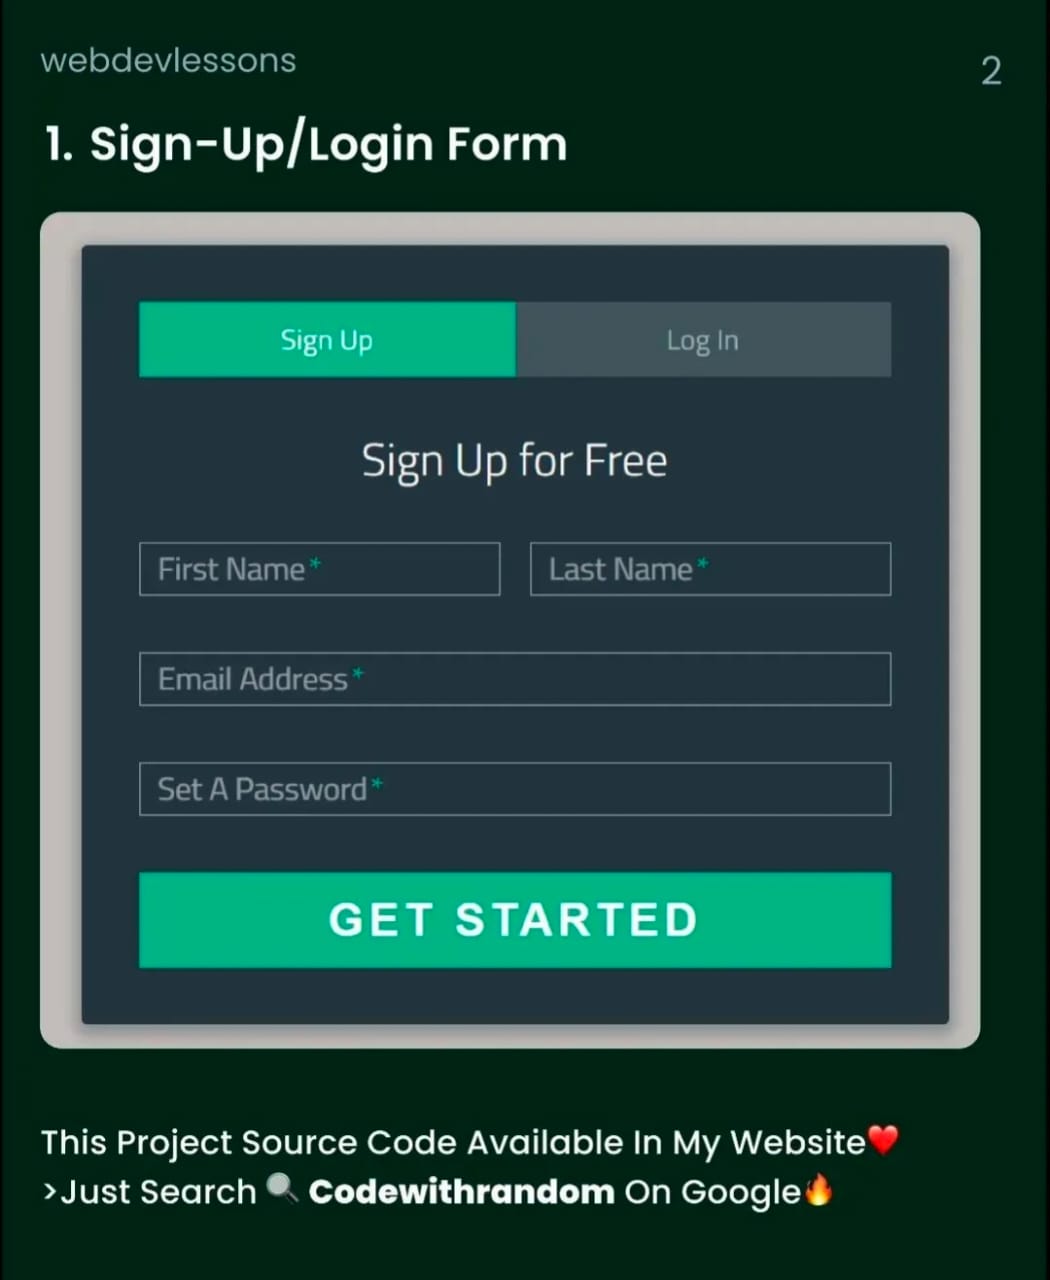 webdevlessons
2
1. Sign-Up/Login Form
Sign Up
Log In
Sign Up for Free
First Name*
Last Name*
Email Address*
Set A Password*
GET STARTED
This Project Source Code Available In My Website❤️
>Just Search 🔍 Codewithrandom On Google🔥